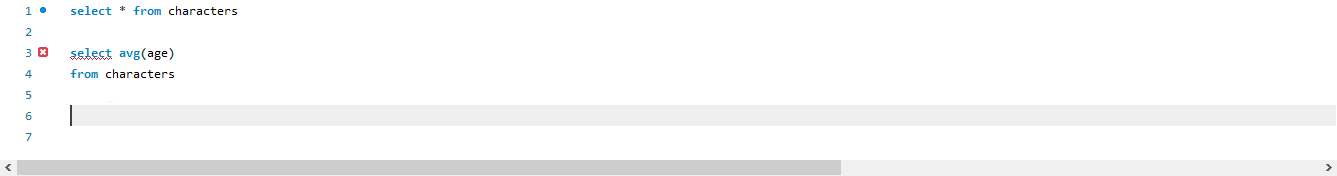 1 select * from characters
2
3 select avg(age)
4 from characters
5
6
7